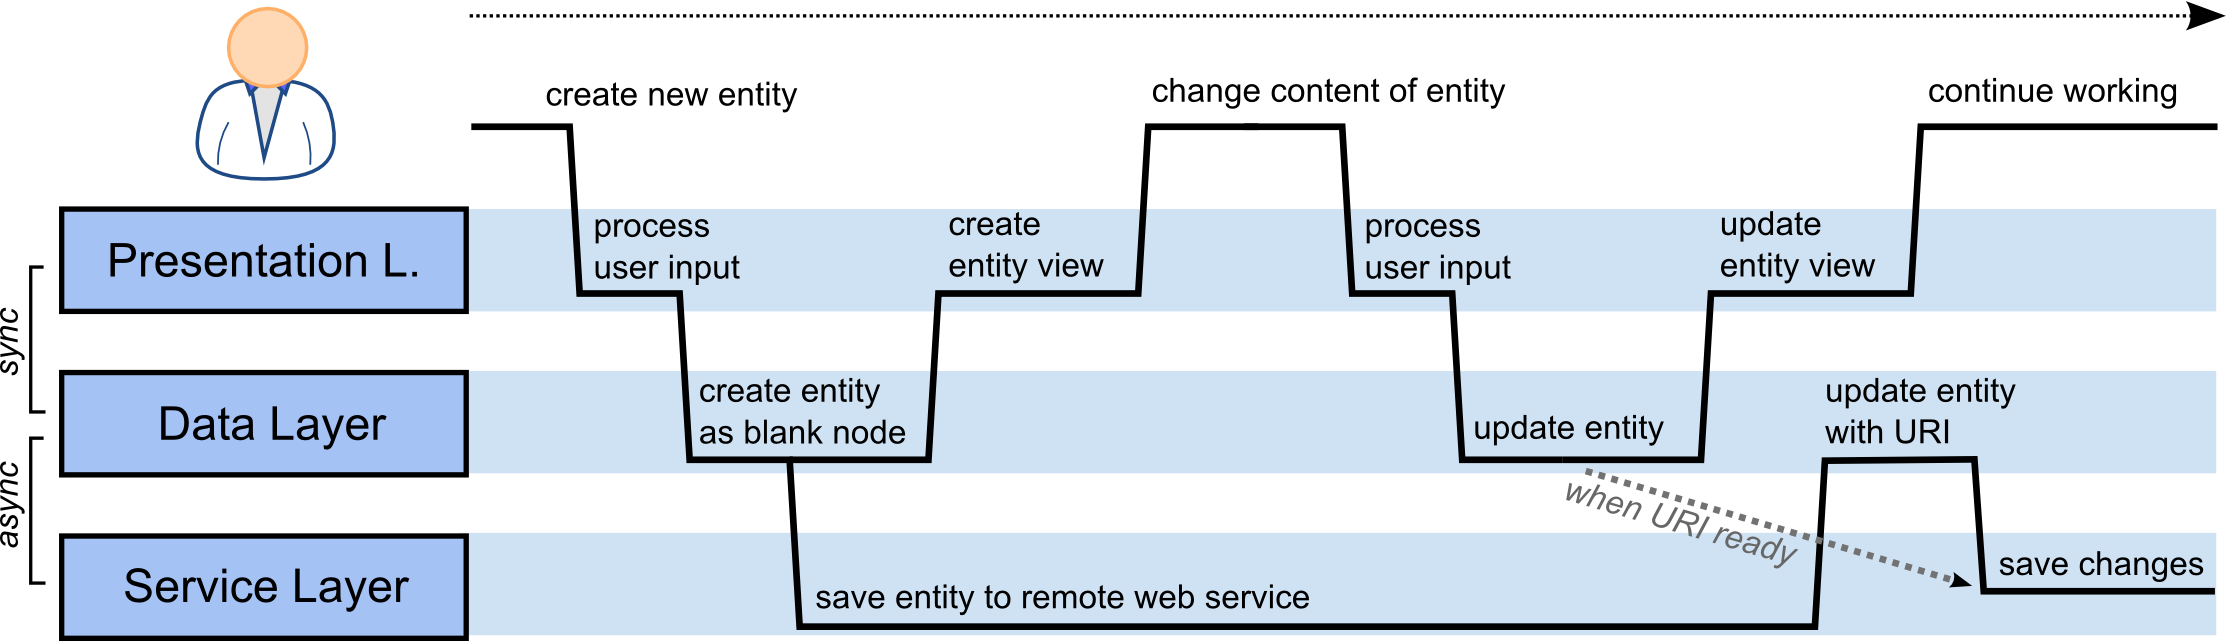 create new entity
change content of entity
continue working
Presentation L.
process
user input
create
entity view
process
user input
update
entity view
sync
Data Layer
create entity
as blank node
update entity
update entity
with URI
async
when URI ready
Service Layer
save entity to remote web service
save changes